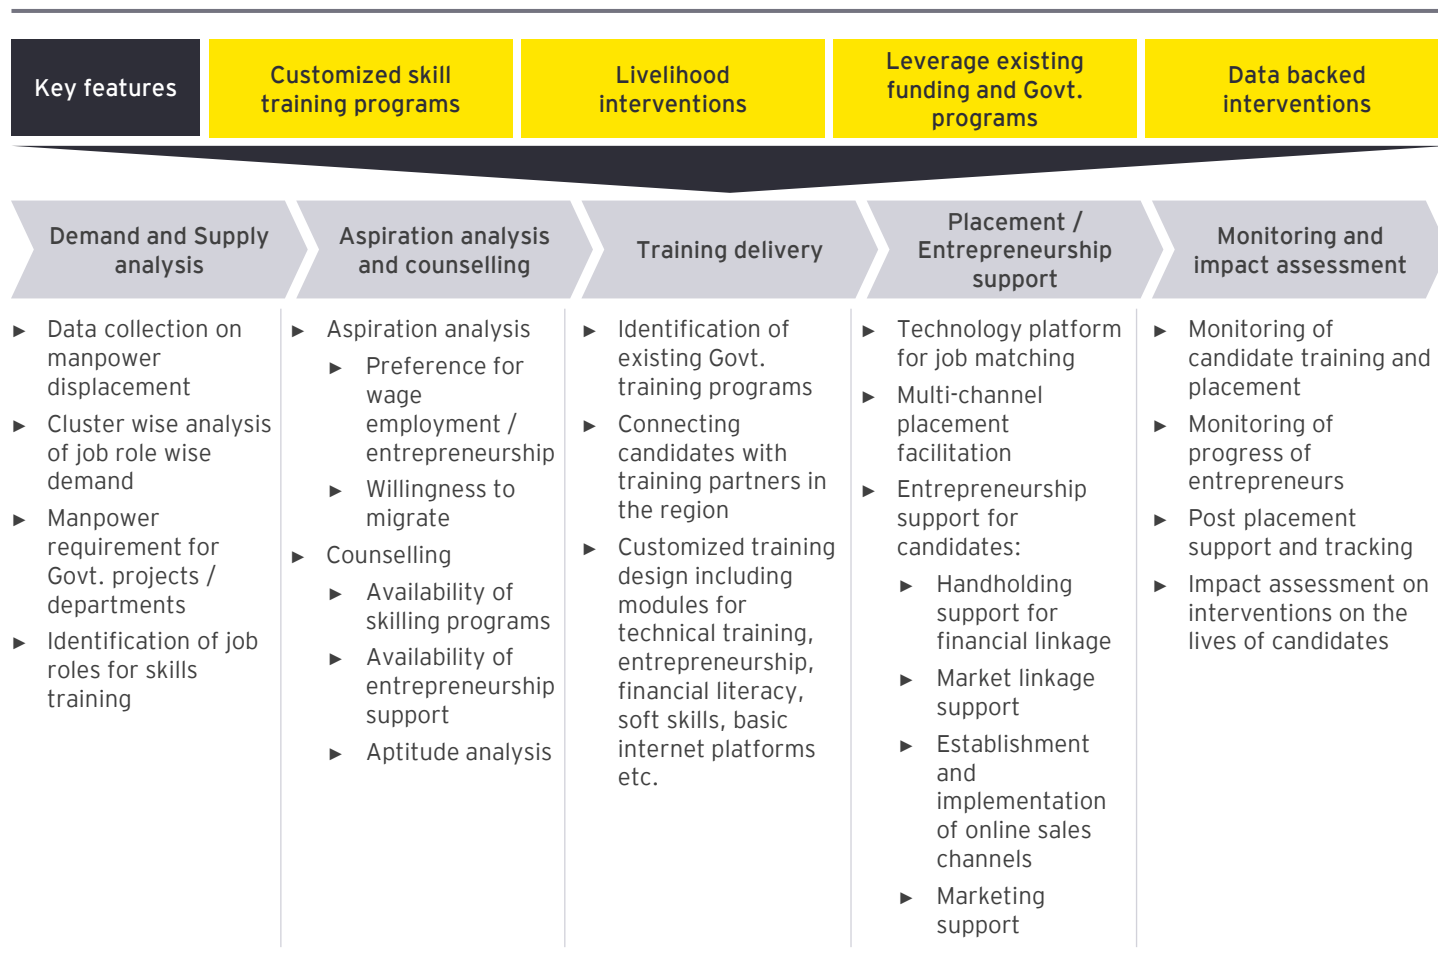 Key features
Customized skill
training programs
Livelihood
interventions
Leverage existing
funding and Govt.
programs
Data backed
interventions
Demand and Supply
analysis
Aspiration analysis
and counselling
Training delivery
Placement /
Entrepreneurship
support
Monitoring and
impact assessment
► Data collection on
manpower
displacement
► Cluster wise analysis
of job role wise
demand
► Manpower
requirement for
Govt. projects /
departments
► Identification of job
roles for skills
training
► Aspiration analysis
► Preference for
wage
employment /
entrepreneurship
► Willingness to
migrate
► Counselling
► Availability of
skilling programs
► Availability of
entrepreneurship
support
► Aptitude analysis
► Identification of
existing Govt.
training programs
► Connecting
candidates with
training partners in
the region
► Customized training
design including
modules for
technical training,
entrepreneurship,
financial literacy,
soft skills, basic
internet platforms
etc.
► Technology platform
for job matching
► Multi-channel
placement
facilitation
► Entrepreneurship
support for
candidates:
► Handholding
support for
financial linkage
► Market linkage
support
► Establishment
and
implementation
of online sales
channels
► Marketing
support
► Monitoring of
candidate training and
placement
► Monitoring of
progress of
entrepreneurs
► Post placement
support and tracking
► Impact assessment on
interventions on the
lives of candidates